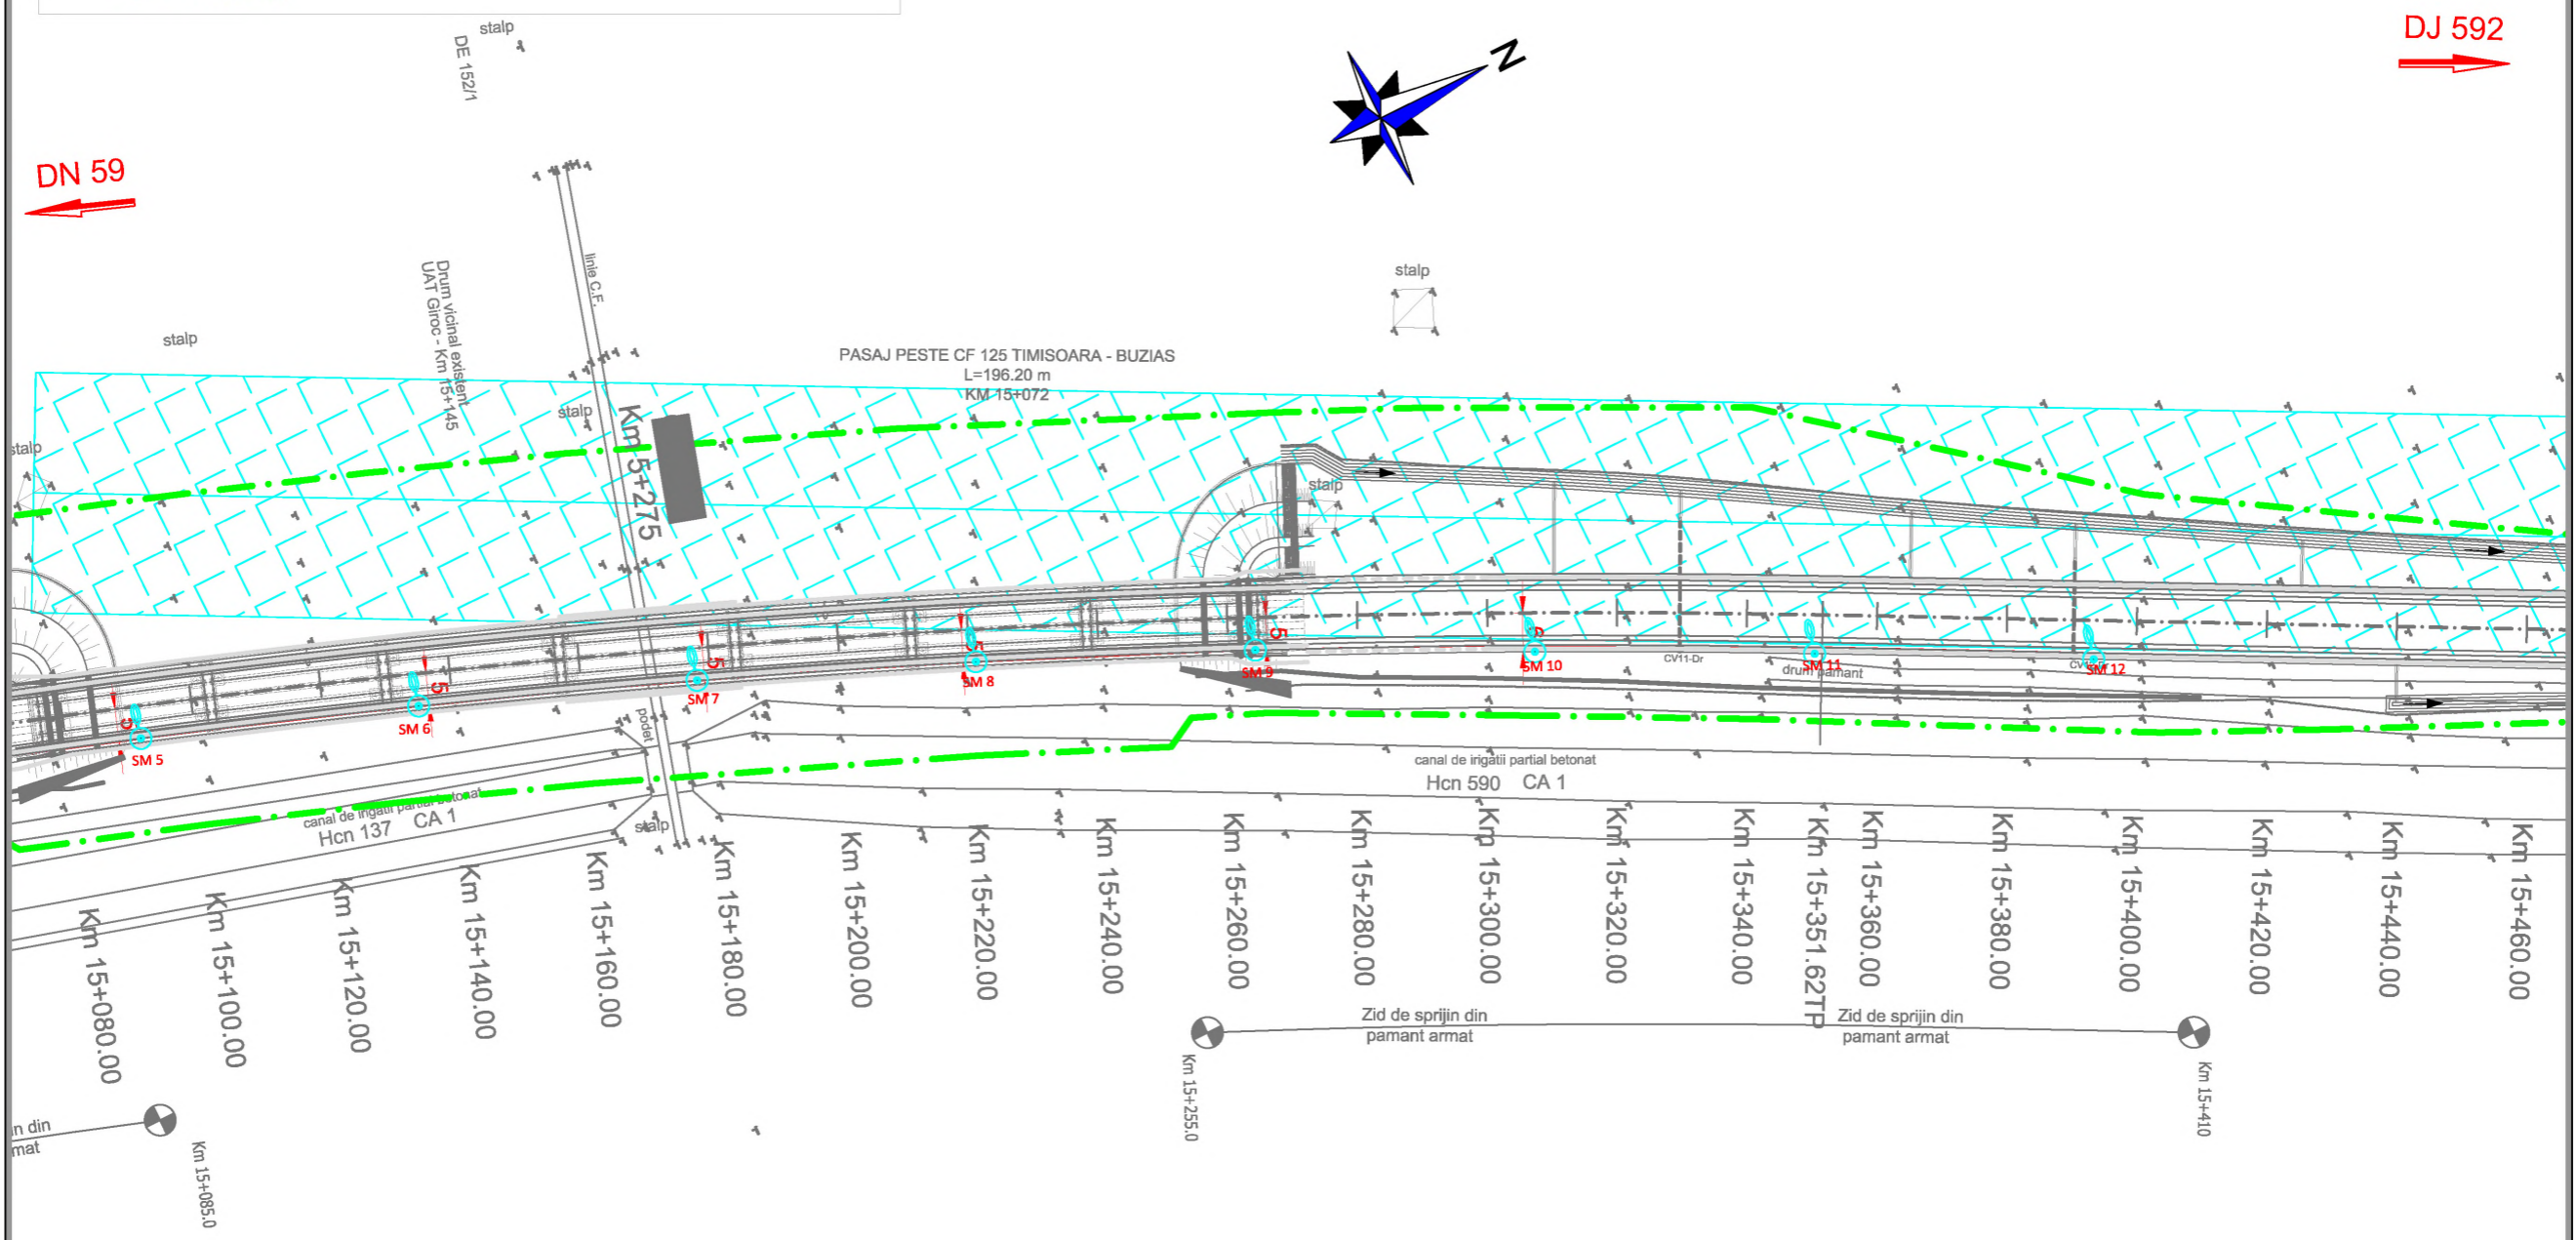 stalp
DJ 592
DE 152/1
N
DN 59
linie C.F.
Drum vicinal existent
UAT Giroc - Km 15+145
stalp
stalp
PASAJ PESTE CF 125 TIMISOARA - BUZIAS
L=196.20 m
KM 15+072
stalp
stalp
Km 5+275
stalp
5
5
5
5
SM 5
SM 6
SM 7
SM 8
SM 9
SM 10
SM 11
SM 12
CV11-Dr
drum pamant
podet
canal de irigatii partial betonat
Hcn 590 CA 1
canal de irigatii partial betonat
Hcn 137 CA 1
stalp
Km 15+080.00
Km 15+100.00
Km 15+120.00
Km 15+140.00
Km 15+160.00
Km 15+180.00
Km 15+200.00
Km 15+220.00
Km 15+240.00
Km 15+260.00
Km 15+280.00
Km 15+300.00
Km 15+320.00
Km 15+340.00
Km 15+351.62TP
Km 15+360.00
Km 15+380.00
Km 15+400.00
Km 15+420.00
Km 15+440.00
Km 15+460.00
Zid de sprijin din
pamant armat
Zid de sprijin din
pamant armat
Km 15+255.0
Km 15+410
in din
mat
Km 15+085.0